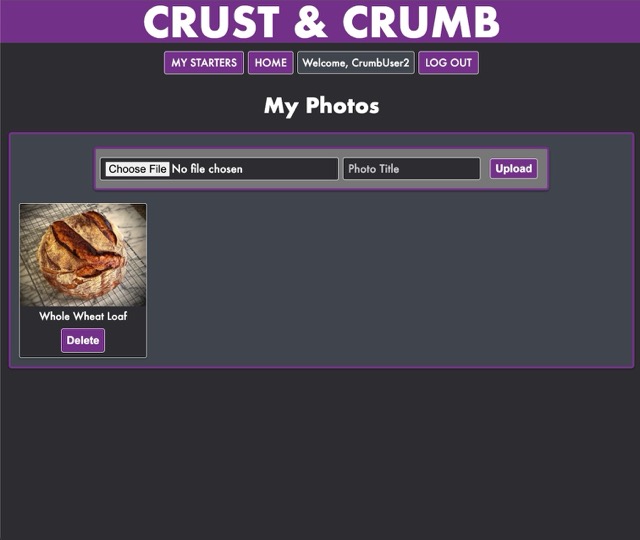 CRUST & CRUMB
MY STARTERS HOME Welcome, CrumbUser2 LOG OUT
My Photos
Choose File No file chosen Photo Title Upload
Whole Wheat Loaf
Delete